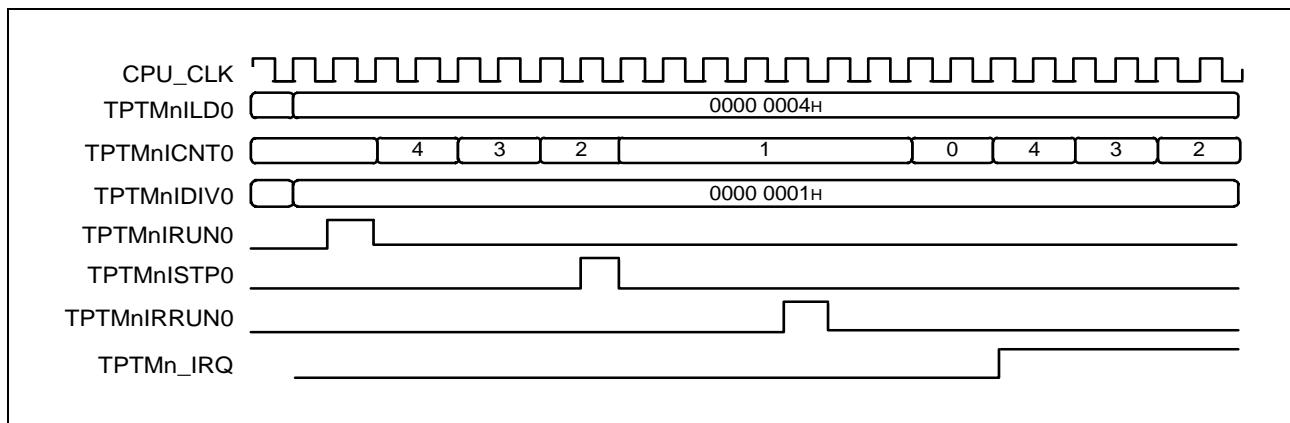 CPU_CLK
TPTMnILD0 0000 0004H
TPTMnICNT0 4 3 2 1 0 4 3 2
TPTMnIDIV0 0000 0001H
TPTMnIRUN0
TPTMnISTP0
TPTMnIRRUN0
TPTMn_IRQ